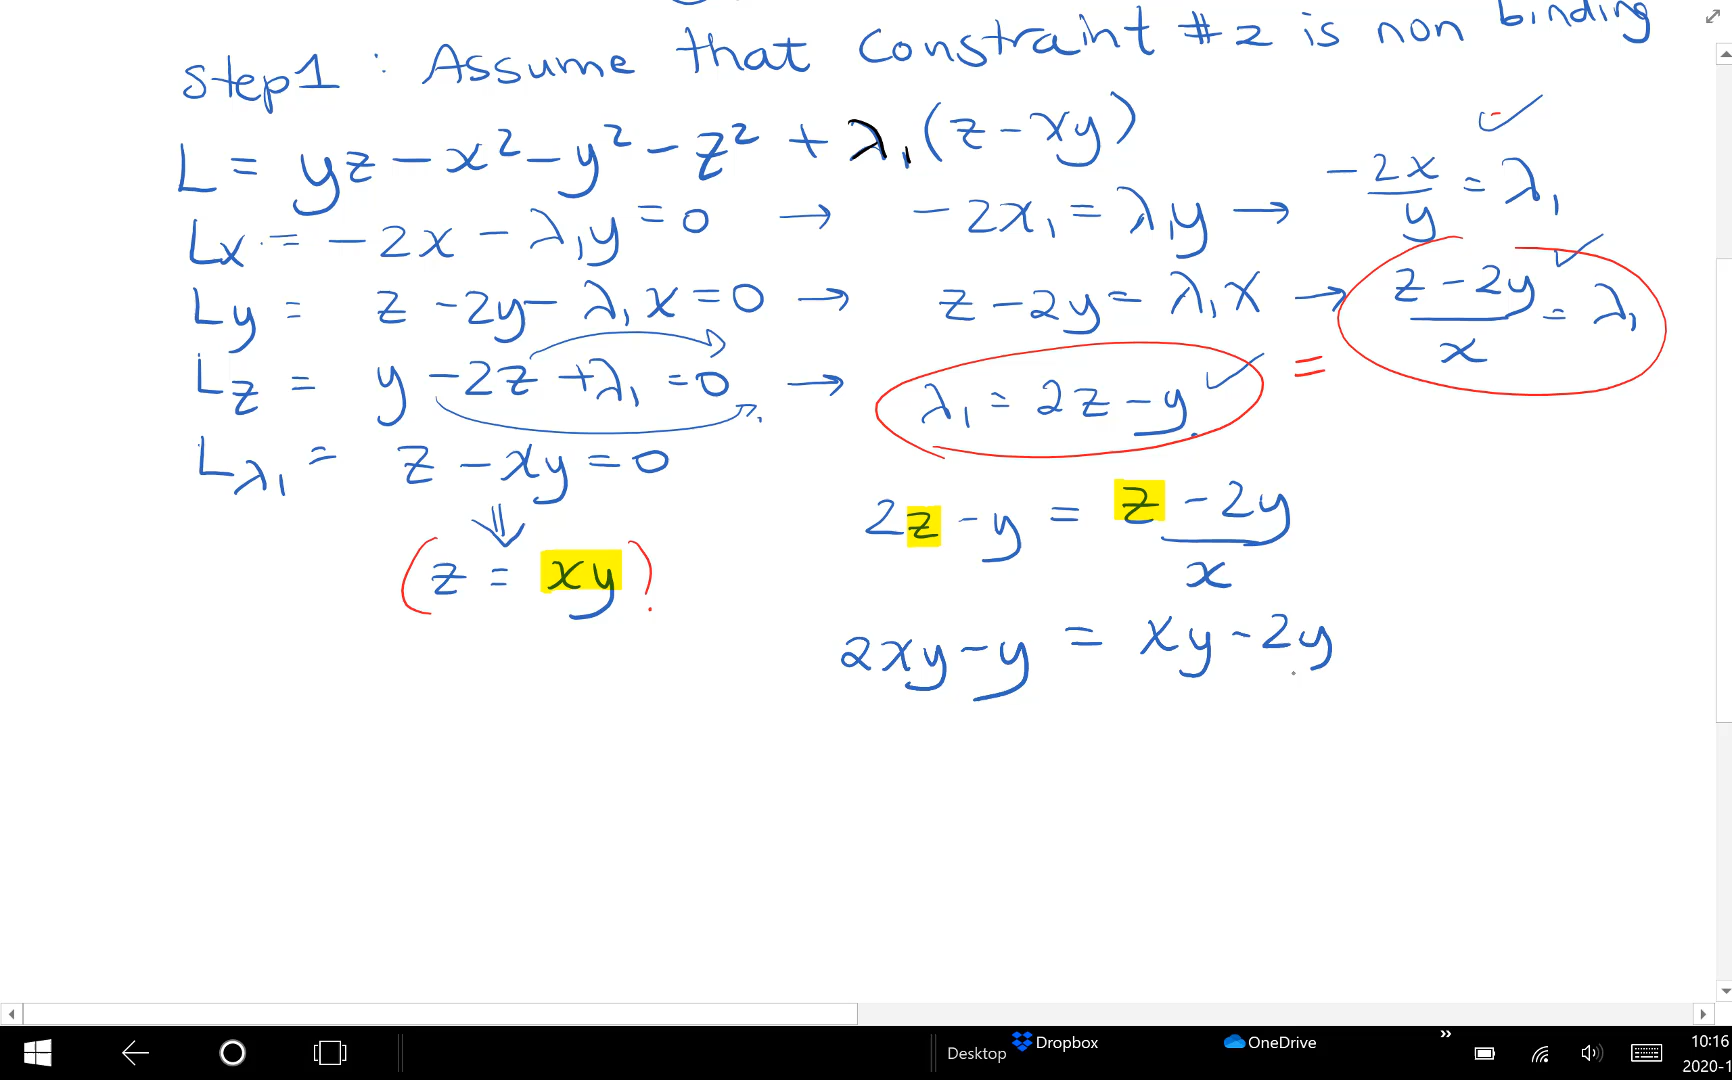 Step1 : Assume that Constraint #2 is non binding
L = yz - x² - y² - z² + λ₁(z - xy)
Lx = -2x - λ₁y = 0 → -2x₁ = λ₁y → -2x/y = λ₁ ✓
Ly = z - 2y - λ₁x = 0 → z - 2y = λ₁x → (z - 2y)/x = λ₁ ✓
Lz = y - 2z + λ₁ = 0 → λ₁ = 2z - y ✓ =
Lλ₁ = z - xy = 0
⇓
(z = xy)
2z - y = (z - 2y)/x
2xy - y = xy - 2y
Desktop
Dropbox
OneDrive
»
10:16
2020-1